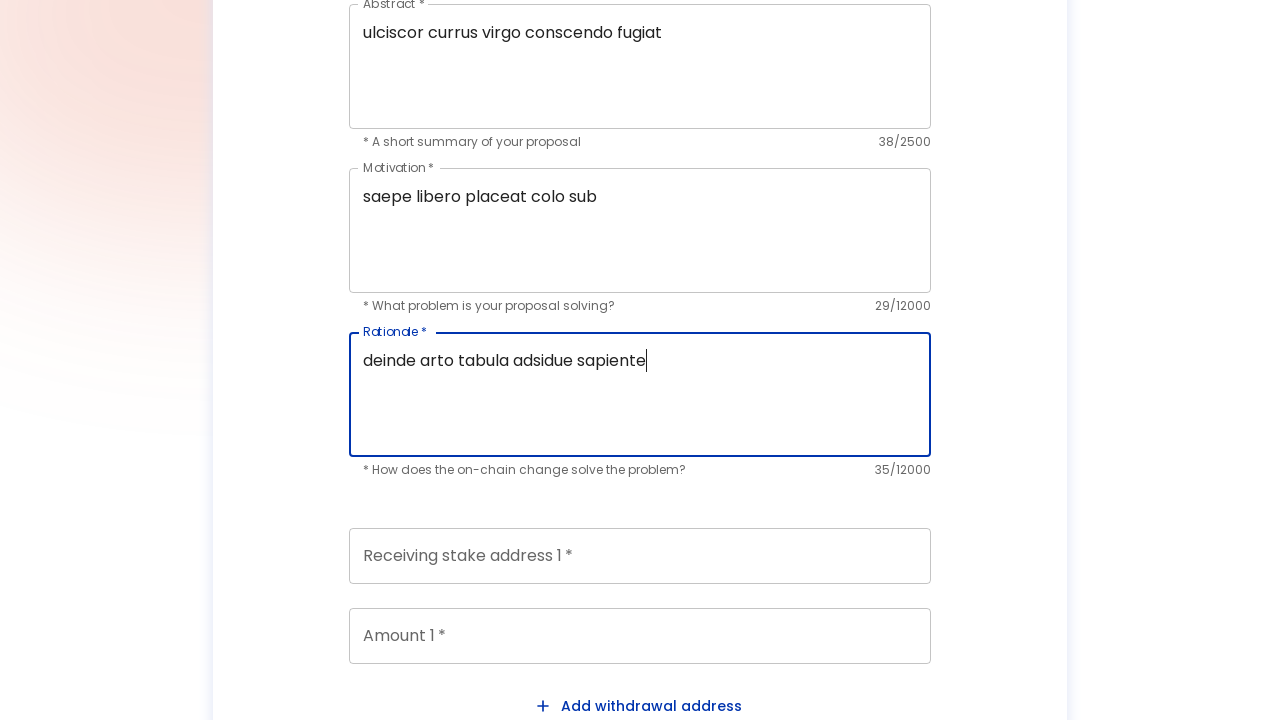 Abstract *
ulciscor currus virgo conscendo fugiat
* A short summary of your proposal 38/2500
Motivation *
saepe libero placeat colo sub
* What problem is your proposal solving? 29/12000
Rationale *
deinde arto tabula adsidue sapiente
* How does the on-chain change solve the problem? 35/12000
Receiving stake address 1 *
Amount 1 *
+ Add withdrawal address